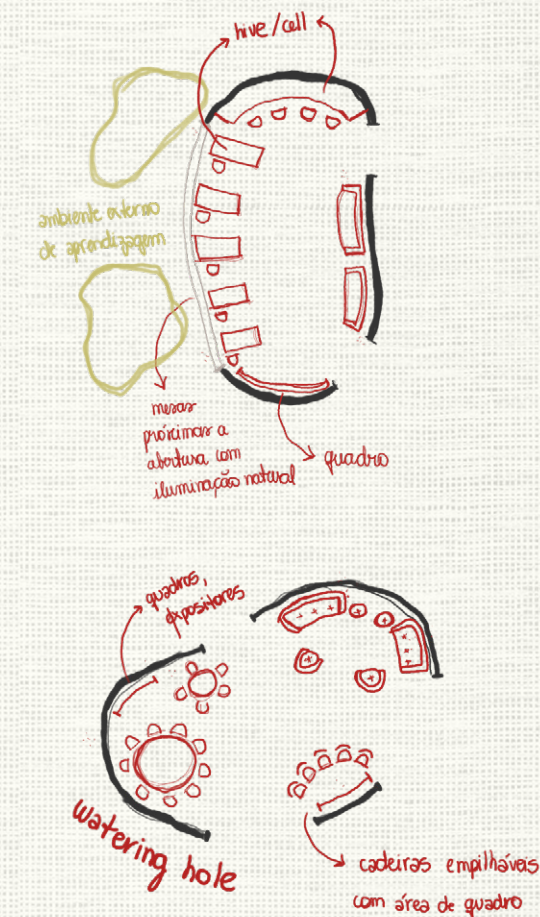 hive/cell
ambiente externo
de aprendizagem
mesas
próximas a
abertura com
iluminação natural
quadro
quadros,
expositores
watering hole
cadeiras empilháveis
com área de quadro